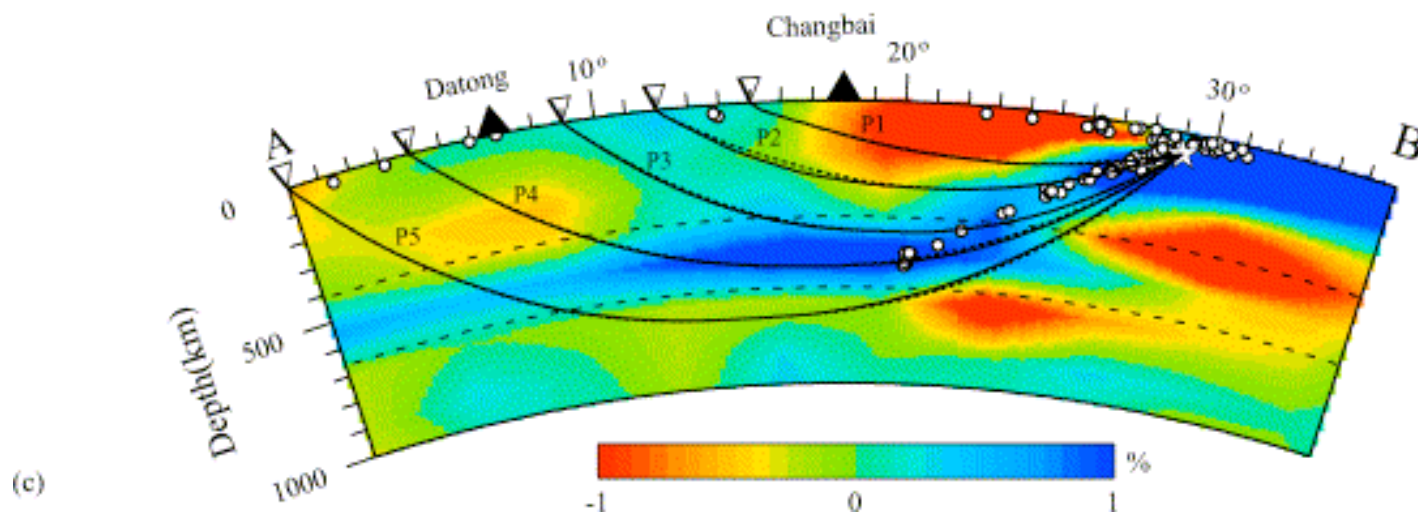 Changbai
Datong
10°
20°
30°
A
B
P1
P2
P3
P4
P5
0
500
1000
Depth(km)
(c)
-1
0
1
%